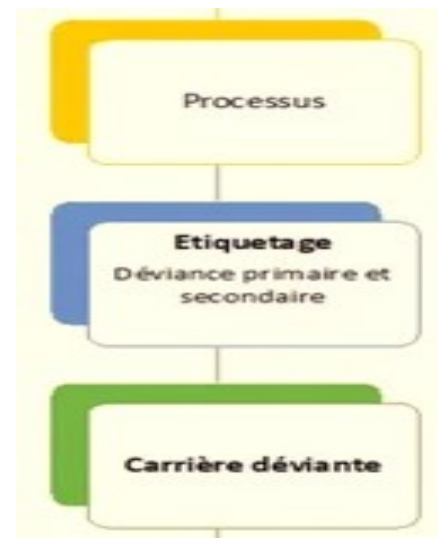 Processus
Etiquetage
Déviance primaire et
secondaire
Carrière déviante